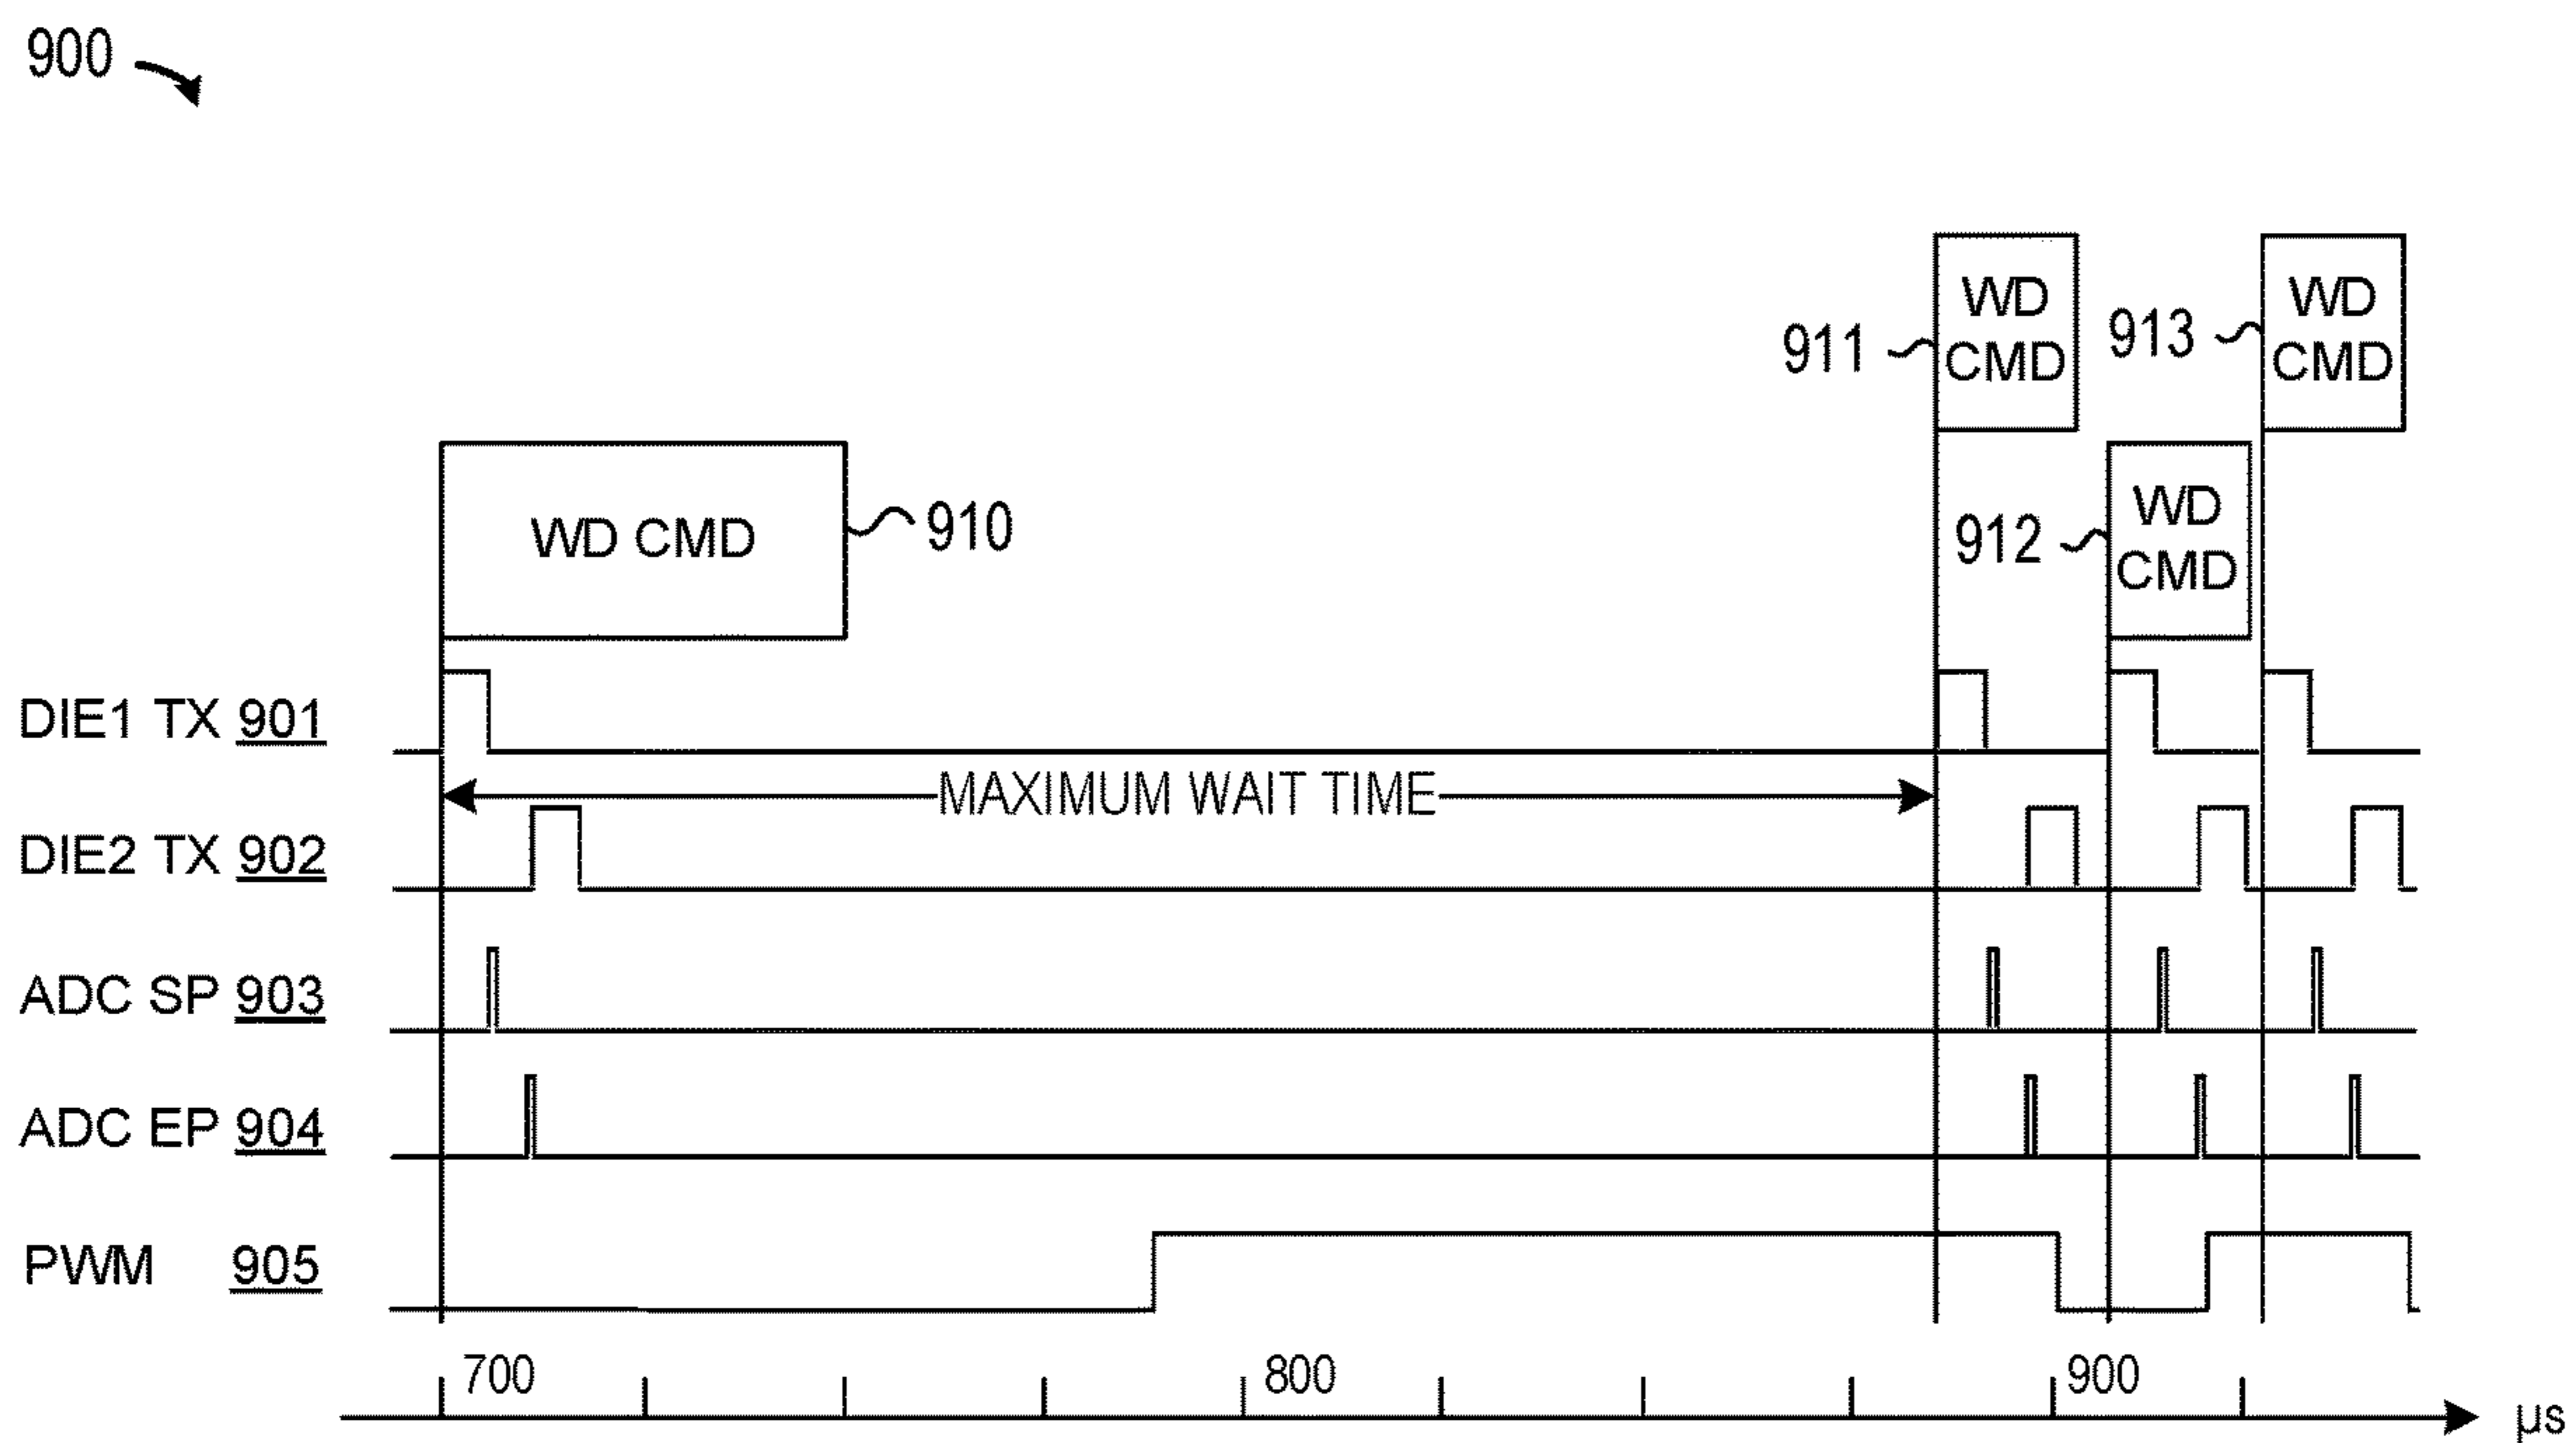 900
WD
CMD
911
WD
CMD
913
WD CMD
910
WD
CMD
912
DIE1 TX 901
MAXIMUM WAIT TIME
DIE2 TX 902
ADC SP 903
ADC EP 904
PWM 905
700 800 900
μs